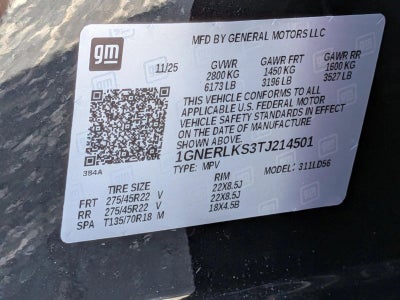 gm
MFD BY GENERAL MOTORS LLC
11/25 GVWR GAWR FRT GAWR RR
2800 KG 1450 KG 1600 KG
6173 LB 3196 LB 3527 LB
THIS VEHICLE CONFORMS TO ALL
APPLICABLE U.S. FEDERAL MOTOR
VEHICLE SAFETY STANDARDS IN EFFECT
ON THE DATE OF MANUFACTURE
1GNERLKS3TJ214501
384A TYPE: MPV MODEL: 311LD56
TIRE SIZE RIM
FRT 275/45R22 V 22X8.5J
RR 275/45R22 V 22X8.5J
SPA T135/70R18 M 18X4.5B